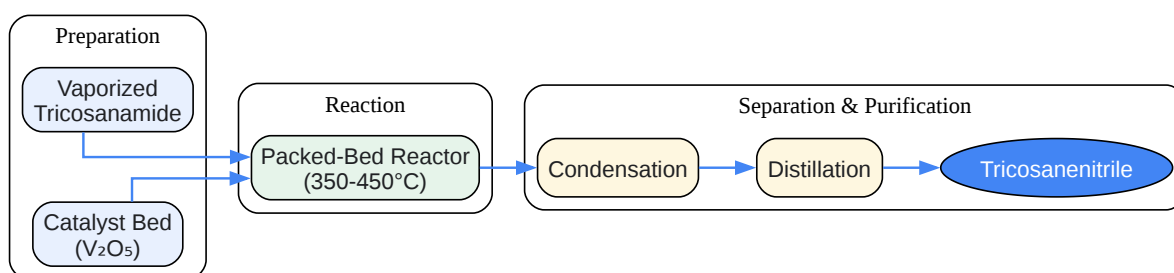 Preparation
Vaporized
Tricosanamide
Catalyst Bed
(V₂O₅)
Reaction
Packed-Bed Reactor
(350-450°C)
Separation & Purification
Condensation
Distillation
Tricosanenitrile